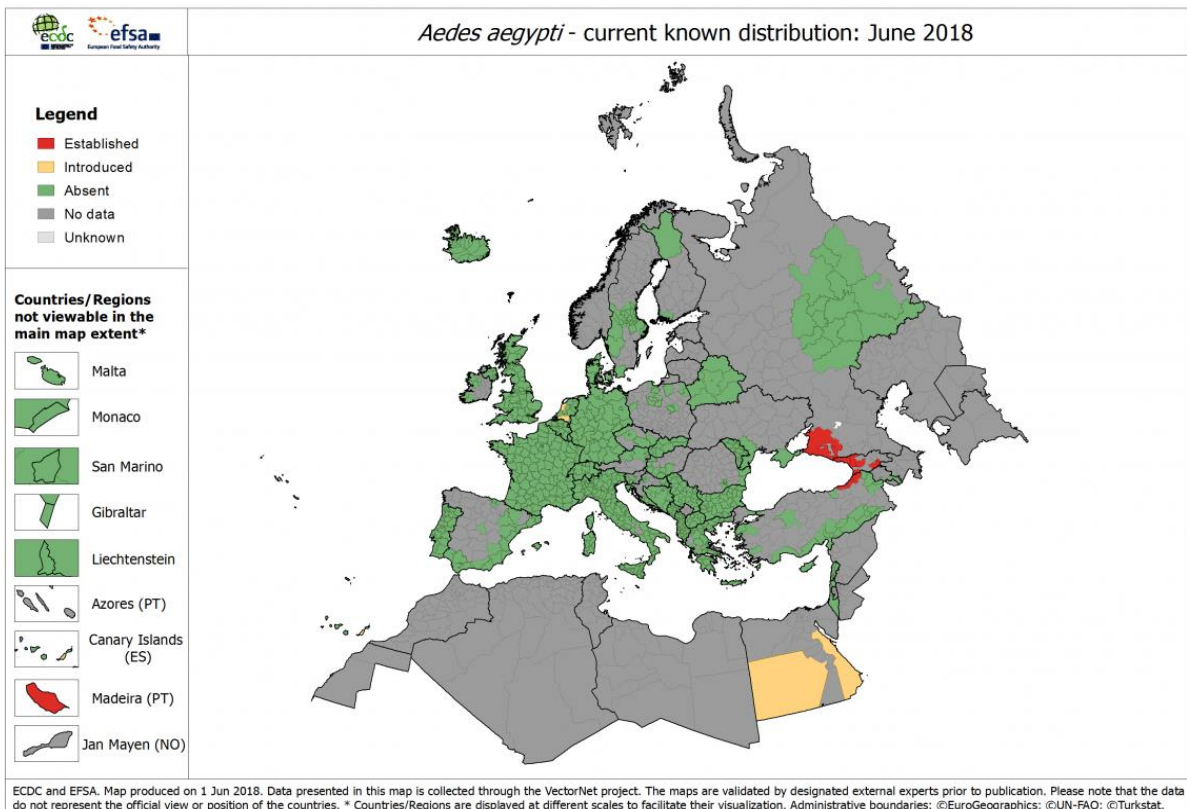 ecdc
efsa
European Food Safety Authority
Aedes aegypti - current known distribution: June 2018
Legend
Established
Introduced
Absent
No data
Unknown
Countries/Regions
not viewable in the
main map extent*
Malta
Monaco
San Marino
Gibraltar
Liechtenstein
Azores (PT)
Canary Islands
(ES)
Madeira (PT)
Jan Mayen (NO)
ECDC and EFSA. Map produced on 1 Jun 2018. Data presented in this map is collected through the VectorNet project. The maps are validated by designated external experts prior to publication. Please note that the data
do not represent the official view or position of the countries. * Countries/Regions are displayed at different scales to facilitate their visualization. Administrative boundaries: ©EuroGeographics; ©UN-FAO; ©Turkstat.